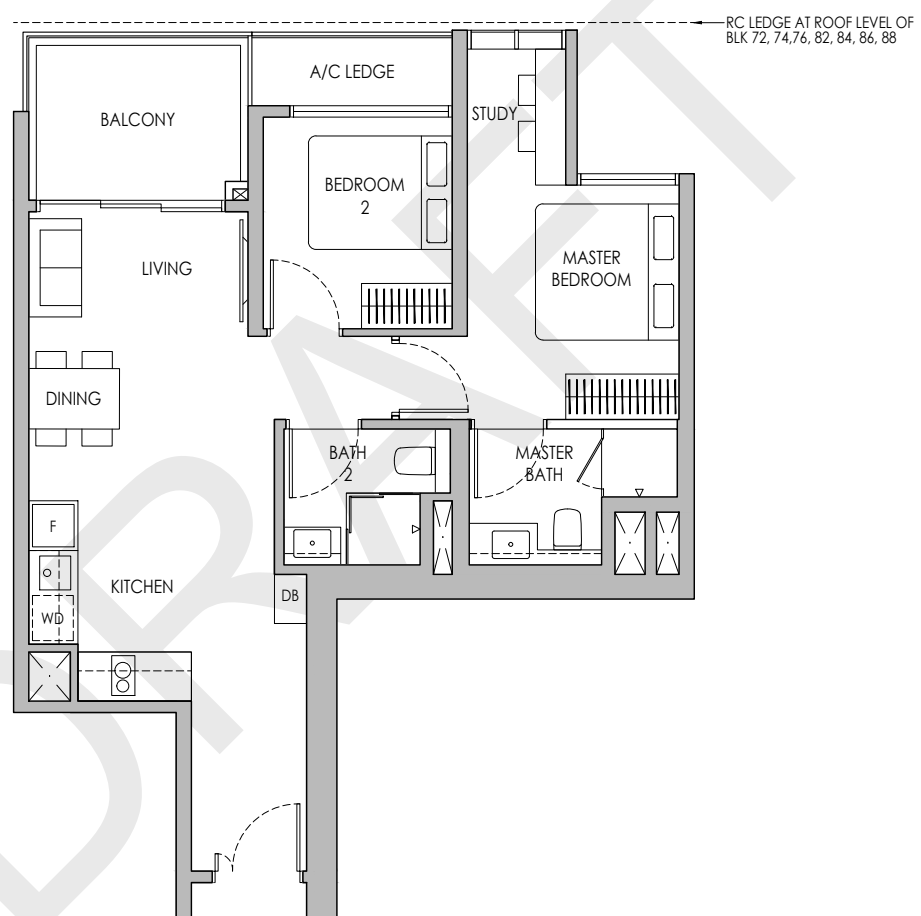 RC LEDGE AT ROOF LEVEL OF
BLK 72, 74,76, 82, 84, 86, 88
A/C LEDGE
BALCONY
STUDY
BEDROOM
2
LIVING
MASTER
BEDROOM
DINING
BATH
2
MASTER
BATH
F
KITCHEN
DB
WD
DRAFT